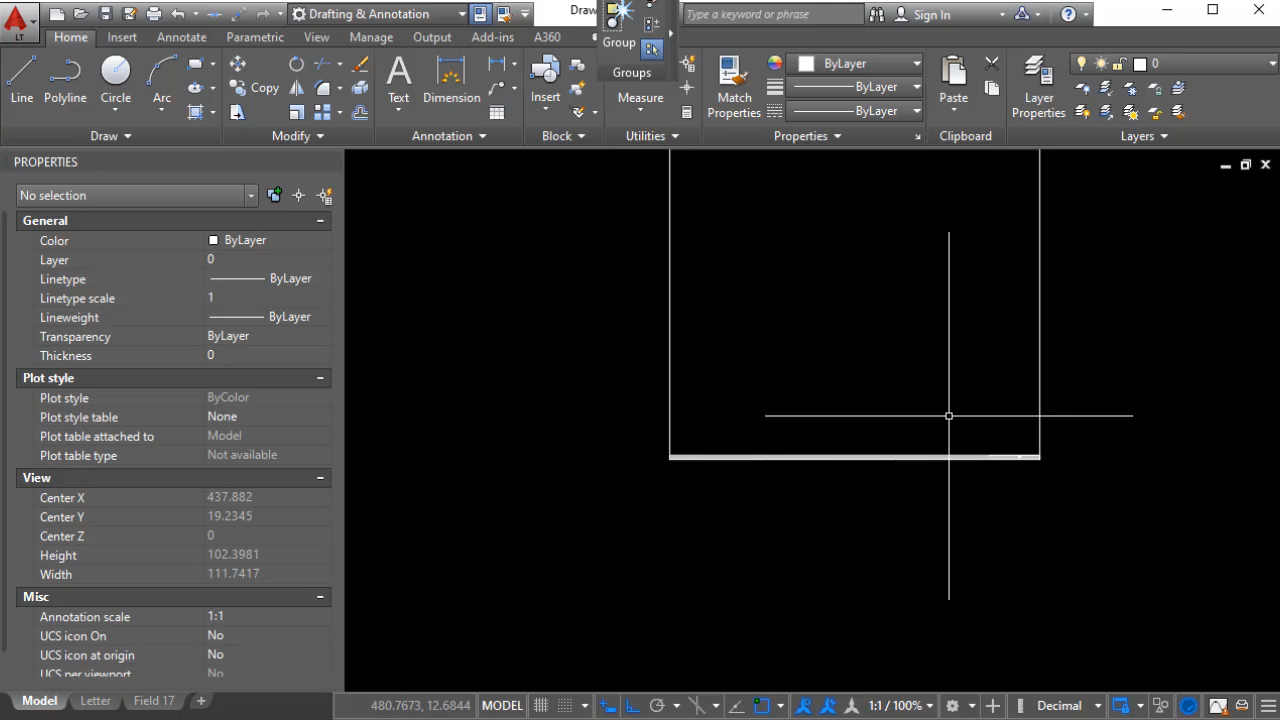 Drafting & Annotation
Draw
Type a keyword or phrase
Sign In
LT
Home
Insert
Annotate
Parametric
View
Manage
Output
Add-ins
A360
Group
Groups
Line
Polyline
Circle
Arc
Copy
Text
Dimension
Insert
Measure
Match
Properties
ByLayer
ByLayer
ByLayer
Paste
Layer
Properties
0
Draw
Modify
Annotation
Block
Utilities
Properties
Clipboard
Layers
PROPERTIES
No selection
General
Color ByLayer
Layer 0
Linetype ByLayer
Linetype scale 1
Lineweight ByLayer
Transparency ByLayer
Thickness 0
Plot style
Plot style ByColor
Plot style table None
Plot table attached to Model
Plot table type Not available
View
Center X 437.882
Center Y 19.2345
Center Z 0
Height 102.3981
Width 111.7417
Misc
Annotation scale 1:1
UCS icon On No
UCS icon at origin No
UCS per viewport No
Model Letter Field 17
480.7673, 12.6844 MODEL 1:1 / 100% Decimal